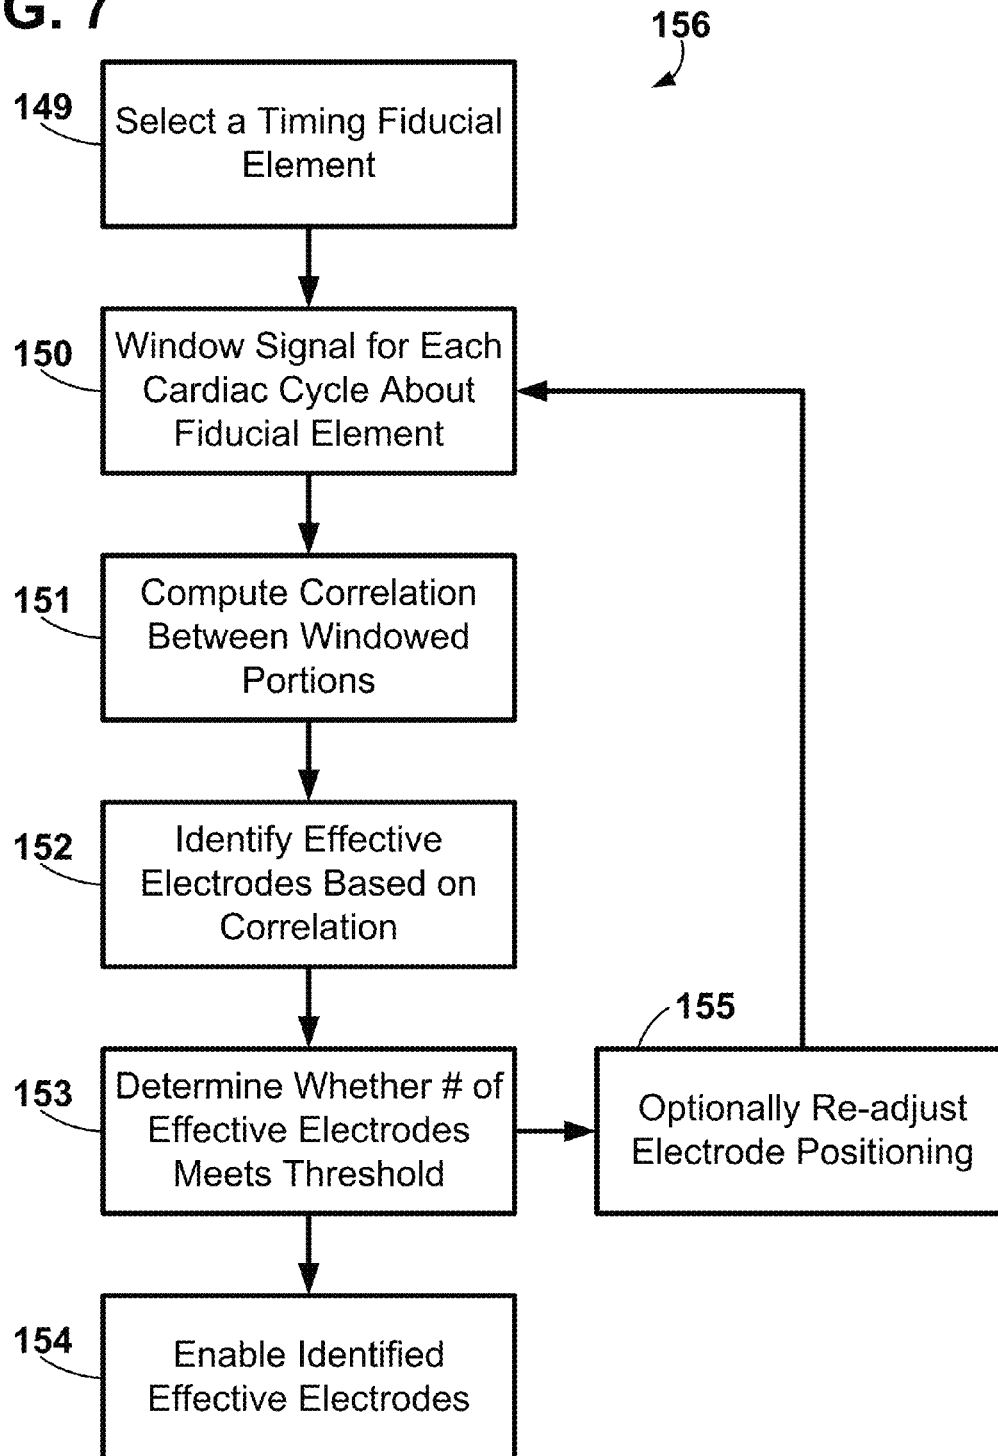 G. 7
156
149
Select a Timing Fiducial
Element
150
Window Signal for Each
Cardiac Cycle About
Fiducial Element
151
Compute Correlation
Between Windowed
Portions
152
Identify Effective
Electrodes Based on
Correlation
153
Determine Whether # of
Effective Electrodes
Meets Threshold
155
Optionally Re-adjust
Electrode Positioning
154
Enable Identified
Effective Electrodes